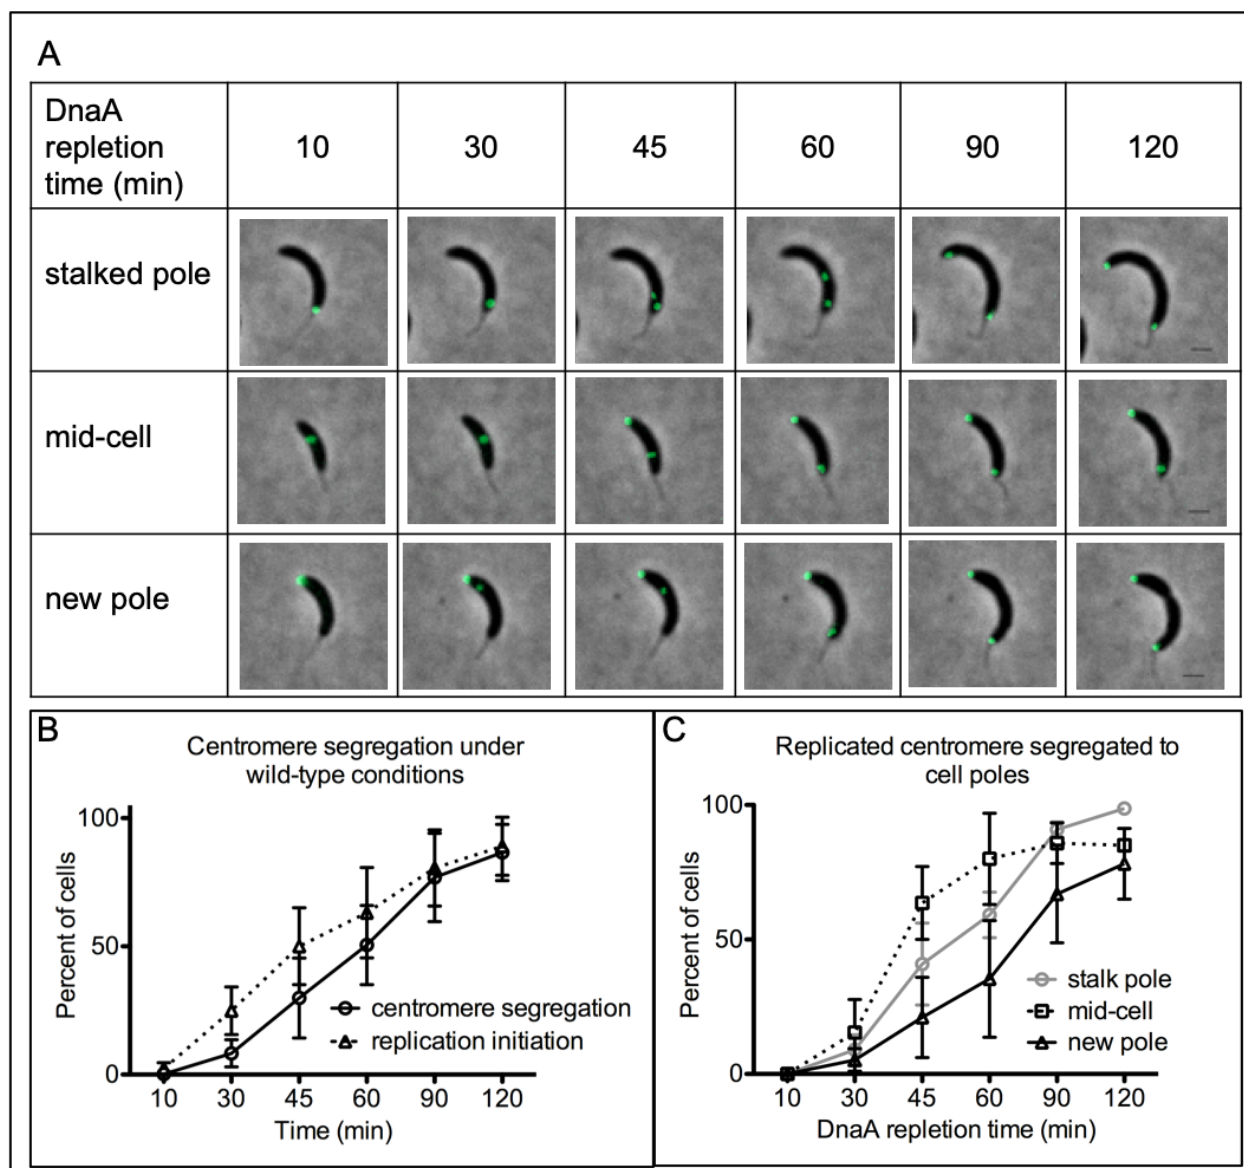 A
DnaA
repletion
time (min)
10
30
45
60
90
120
stalked pole
mid-cell
new pole
B
Centromere segregation under
wild-type conditions
Percent of cells
100
50
0
centromere segregation
replication initiation
10
30
45
60
90
120
Time (min)
C
Replicated centromere segregated to
cell poles
Percent of cells
100
50
0
stalk pole
mid-cell
new pole
10
30
45
60
90
120
DnaA repletion time (min)